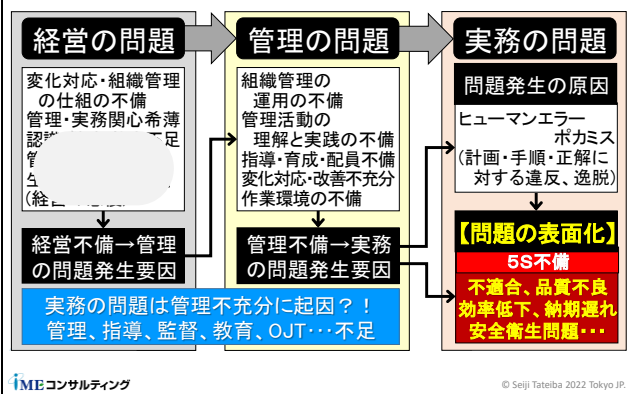 経営の問題
管理の問題
実務の問題
変化対応・組織管理
の仕組の不備
管理・実務関心希薄
認 不足
組織管理の
運用の不備
管理活動の
理解と実践の不備
指導・育成・配員不備
変化対応・改善不充分
作業環境の不備
問題発生の原因
ヒューマンエラー
ポカミス
(計画・手順・正解に
対する違反、逸脱)
経営不備→管理
の問題発生要因
管理不備→実務
の問題発生要因
【問題の表面化】
5S不備
不適合、品質不良
効率低下、納期遅れ
安全衛生問題・・・
実務の問題は管理不充分に起因?!
管理、指導、監督、教育、OJT・・・不足
IMEコンサルティング
© Seiji Tateiba 2022 Tokyo JP.